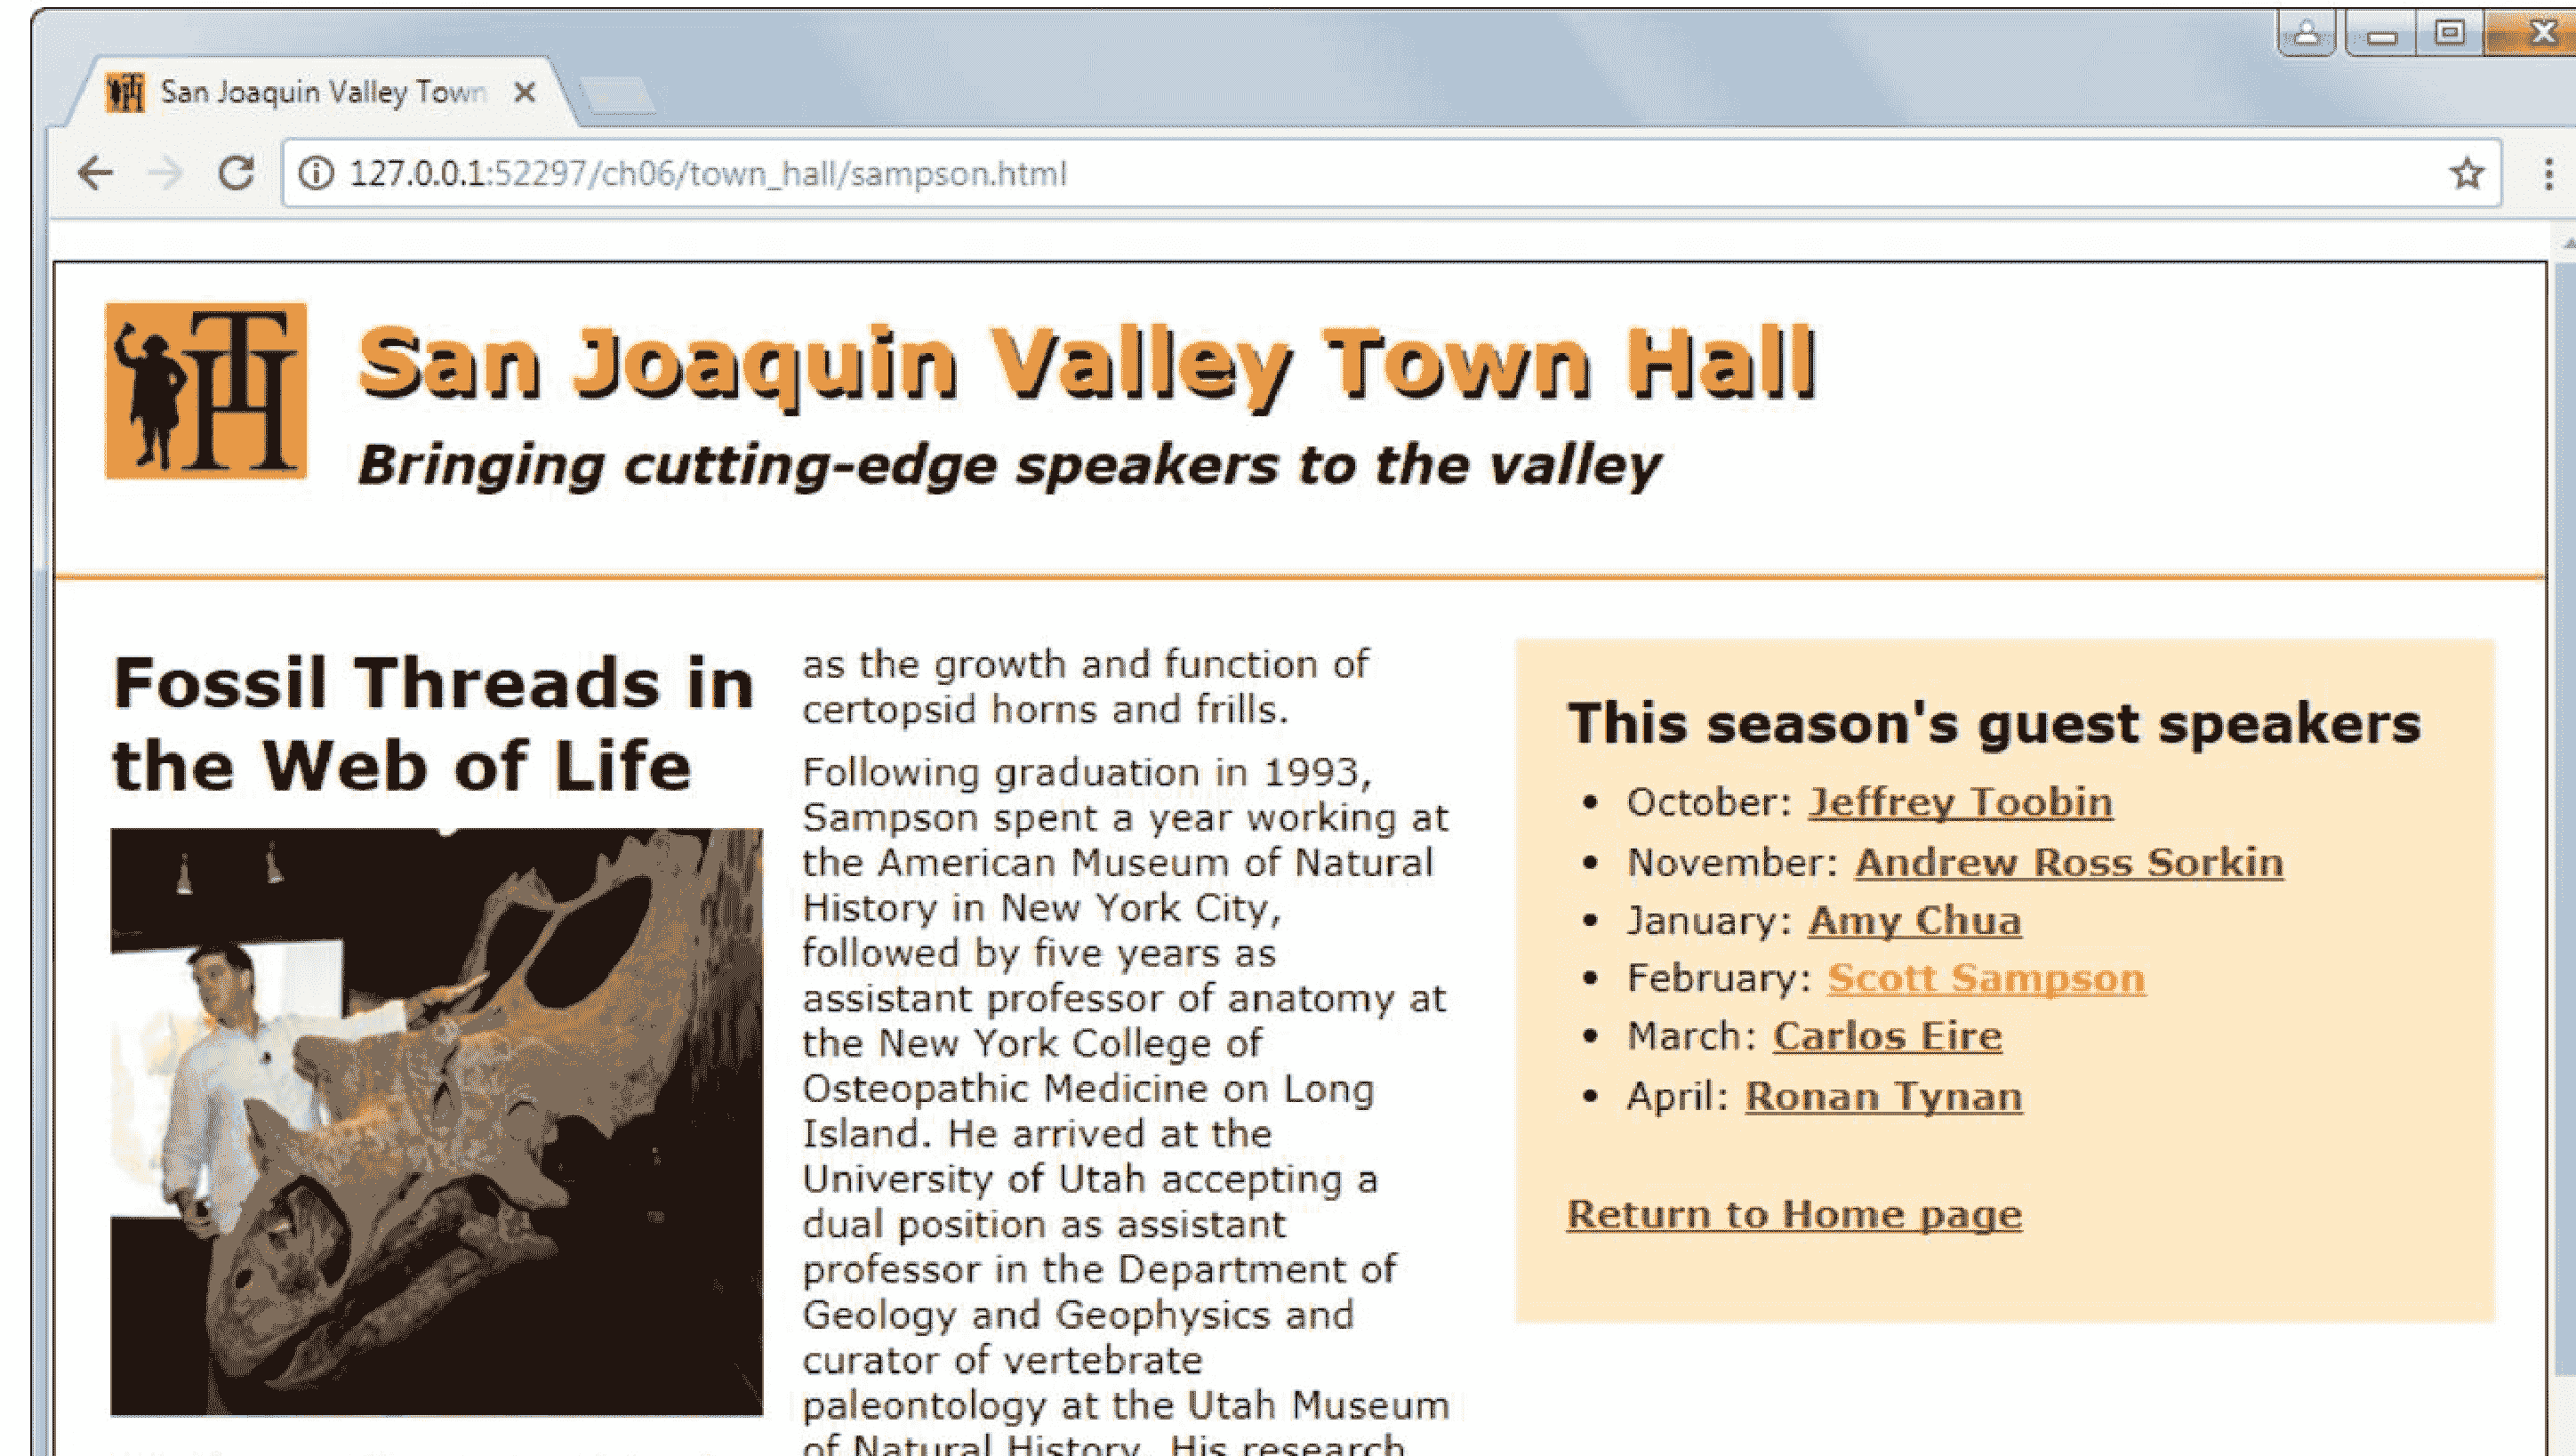 San Joaquin Valley Town
127.0.0.1:52297/ch06/town_hall/sampson.html
TH
San Joaquin Valley Town Hall
Bringing cutting-edge speakers to the valley
Fossil Threads in
the Web of Life
as the growth and function of
certopsid horns and frills.
Following graduation in 1993,
Sampson spent a year working at
the American Museum of Natural
History in New York City,
followed by five years as
assistant professor of anatomy at
the New York College of
Osteopathic Medicine on Long
Island. He arrived at the
University of Utah accepting a
dual position as assistant
professor in the Department of
Geology and Geophysics and
curator of vertebrate
paleontology at the Utah Museum
of Natural History. His research
This season's guest speakers
• October: Jeffrey Toobin
• November: Andrew Ross Sorkin
• January: Amy Chua
• February: Scott Sampson
• March: Carlos Eire
• April: Ronan Tynan
Return to Home page